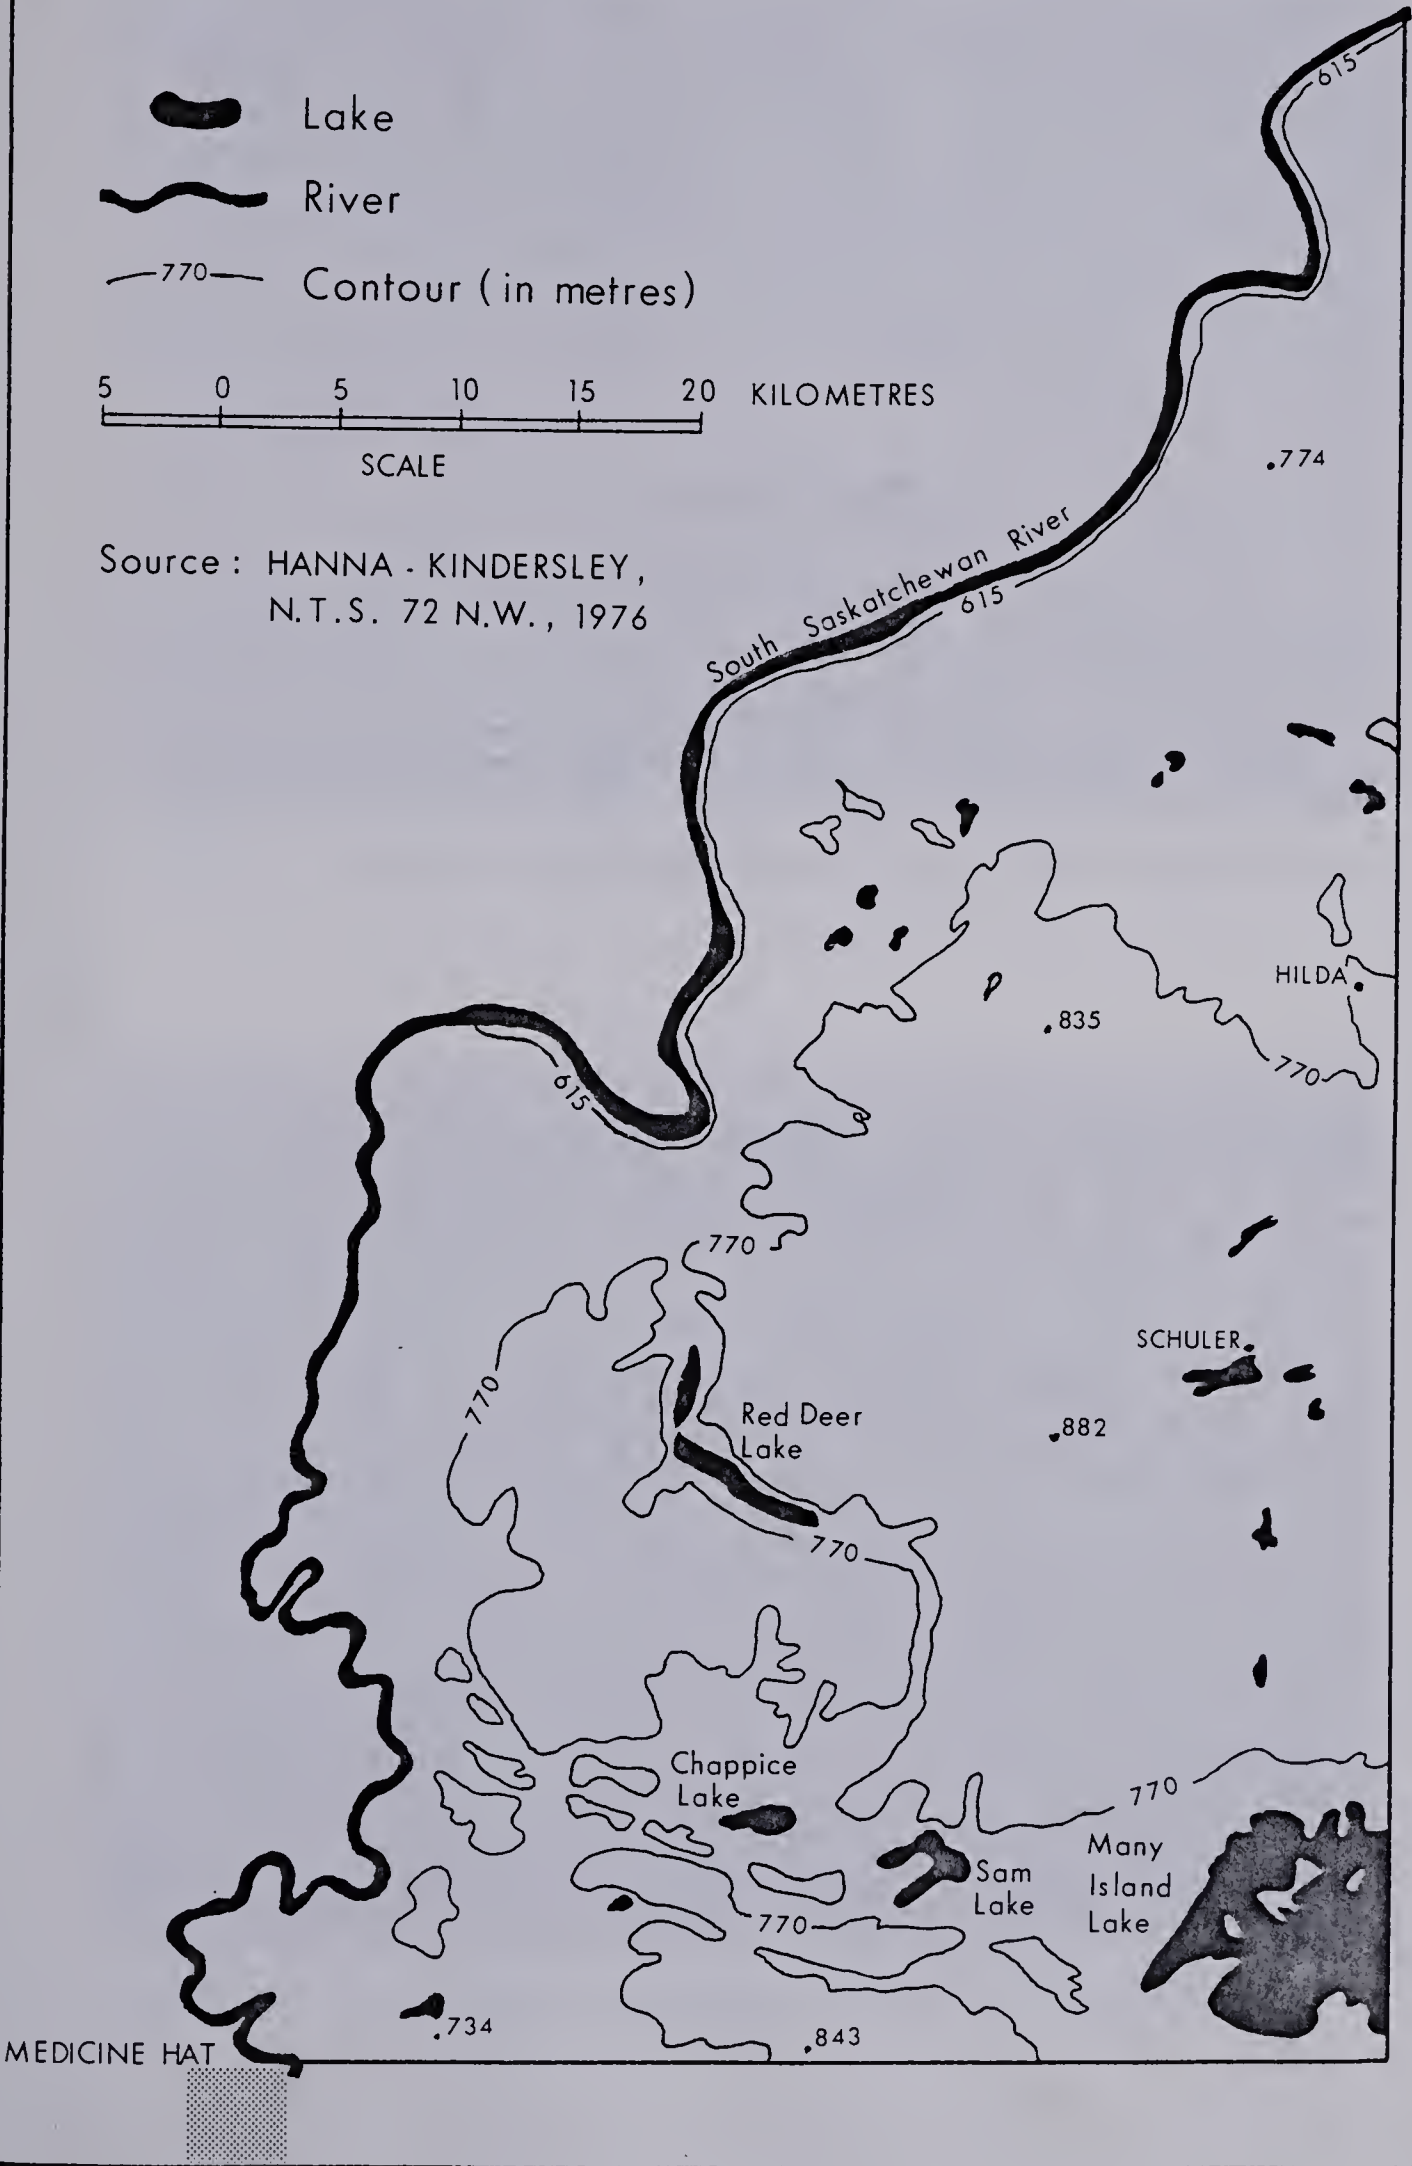 Lake
River
770
Contour ( in metres)
5 0 5 10 15 20 KILOMETRES
SCALE
Source : HANNA - KINDERSLEY,
N.T.S. 72 N.W., 1976
615
.774
South Saskatchewan River
615
HILDA
.835
770
615
770
SCHULER
770
Red Deer
Lake
.882
770
Chappice
Lake
770
Many
Island
Lake
Sam
Lake
770
.734
.843
MEDICINE HAT